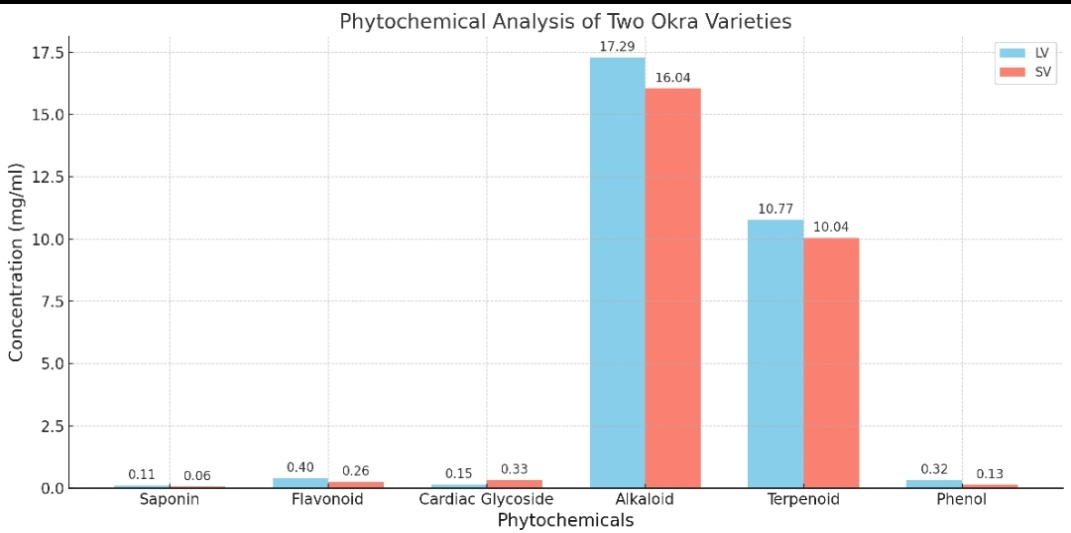 Phytochemical Analysis of Two Okra Varieties
LV
SV
Concentration (mg/ml)
17.5
15.0
12.5
10.0
7.5
5.0
2.5
0.0
0.11 0.06
0.40 0.26
0.15 0.33
17.29 16.04
10.77 10.04
0.32 0.13
Saponin Flavonoid Cardiac Glycoside Alkaloid Terpenoid Phenol
Phytochemicals